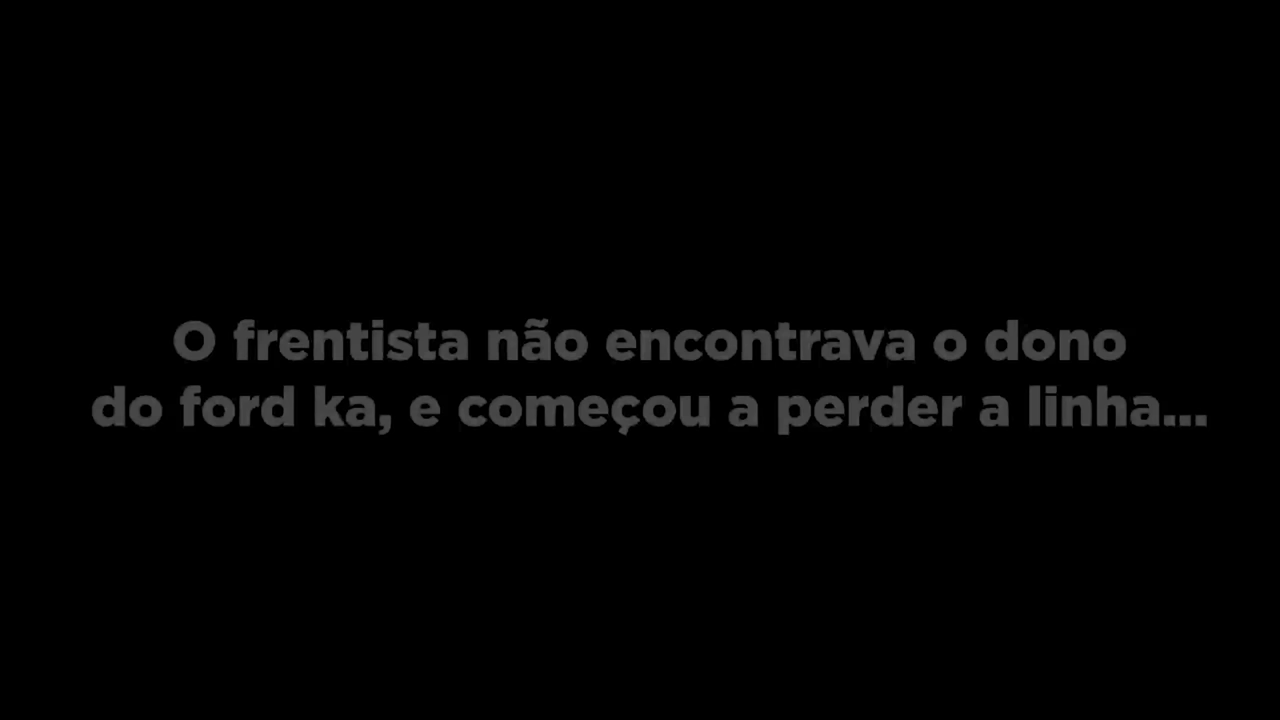 O frentista não encontrava o dono
do ford ka, e começou a perder a linha...